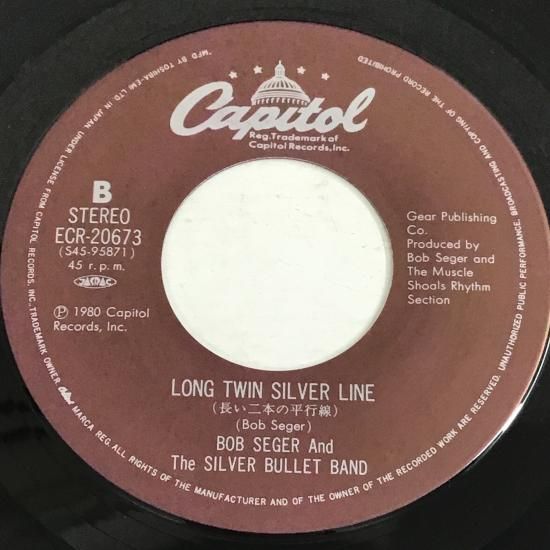 Capitol
Reg. Trademark of
Capitol Records, Inc.
B
STEREO
ECR-20673
(S45-95871)
45 r.p.m.
JASRAC
Ⓟ 1980 Capitol
Records, Inc.
Gear Publishing
Co.
Produced by
Bob Seger and
The Muscle
Shoals Rhythm
Section
LONG TWIN SILVER LINE
(長い二本の平行線)
(Bob Seger)
BOB SEGER And
The SILVER BULLET BAND
MFD BY TOSHIBA-EMI LTD IN JAPAN UNDER LICENSE FROM CAPITOL RECORDS, INC., TRADEMARK OWNER MARCA REG. ALL RIGHTS OF THE MANUFACTURER AND OF THE OWNER OF THE RECORDED WORK ARE RESERVED. UNAUTHORIZED PUBLIC PERFORMANCE, BROADCASTING AND COPYING OF THIS RECORD PROHIBITED